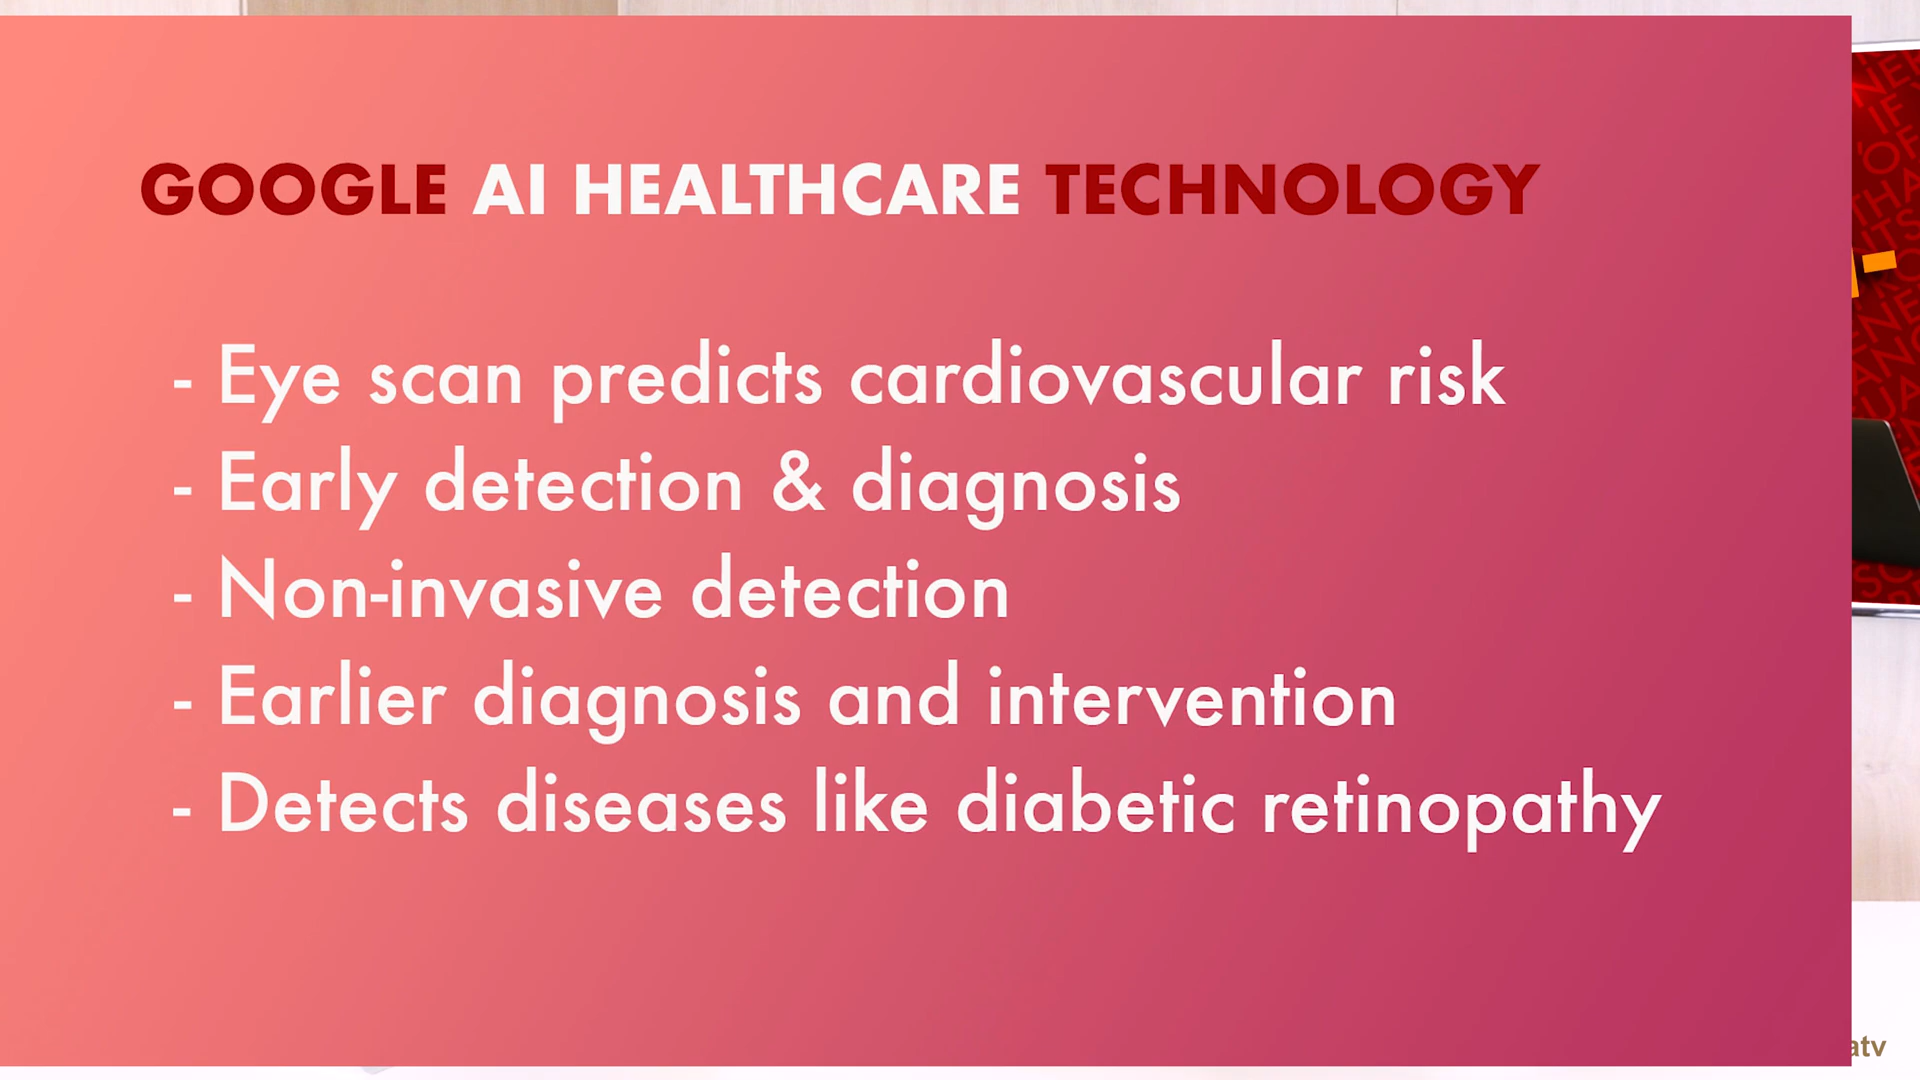 GOOGLE AI HEALTHCARE TECHNOLOGY
- Eye scan predicts cardiovascular risk
- Early detection & diagnosis
- Non-invasive detection
- Earlier diagnosis and intervention
- Detects diseases like diabetic retinopathy
atv